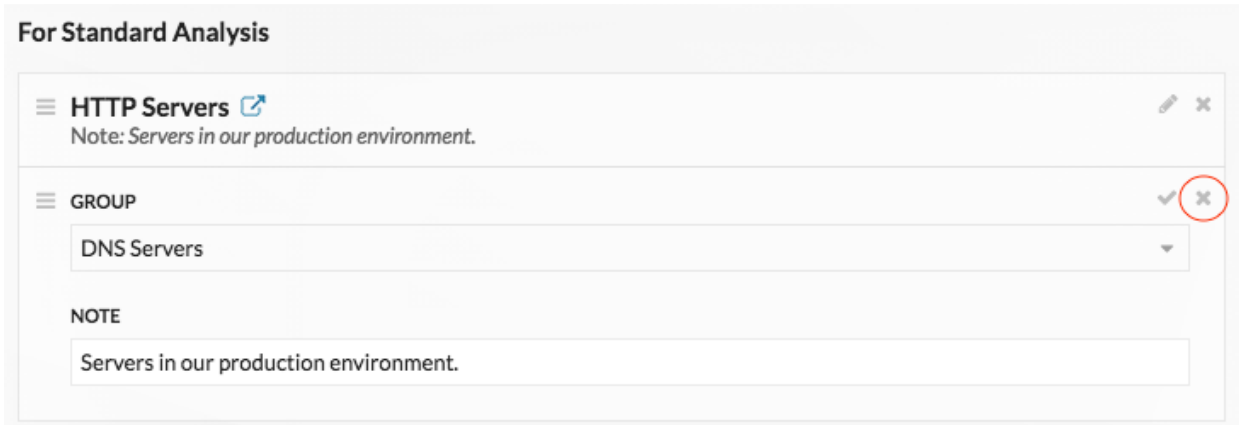 For Standard Analysis
HTTP Servers
Note: Servers in our production environment.
GROUP
DNS Servers
NOTE
Servers in our production environment.